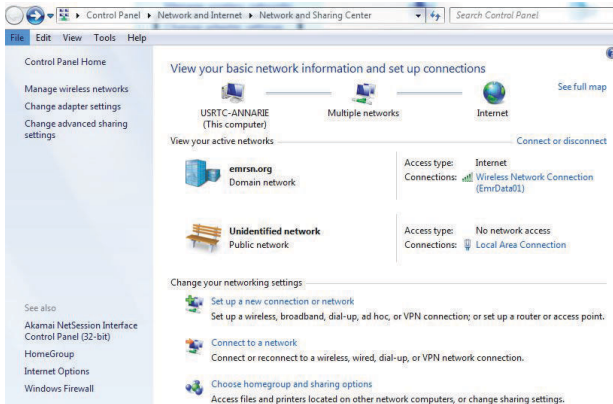 Control Panel ▸ Network and Internet ▸ Network and Sharing Center
Search Control Panel
File Edit View Tools Help
Control Panel Home
Manage wireless networks
Change adapter settings
Change advanced sharing
settings
View your basic network information and set up connections
See full map
USRTC-ANNARIE
(This computer)
Multiple networks
Internet
View your active networks
Connect or disconnect
emrsn.org
Domain network
Access type: Internet
Connections: Wireless Network Connection
(EmrData01)
Unidentified network
Public network
Access type: No network access
Connections: Local Area Connection
Change your networking settings
Set up a new connection or network
Set up a wireless, broadband, dial-up, ad hoc, or VPN connection; or set up a router or access point.
Connect to a network
Connect or reconnect to a wireless, wired, dial-up, or VPN network connection.
Choose homegroup and sharing options
Access files and printers located on other network computers, or change sharing settings.
See also
Akamai NetSession Interface
Control Panel (32-bit)
HomeGroup
Internet Options
Windows Firewall